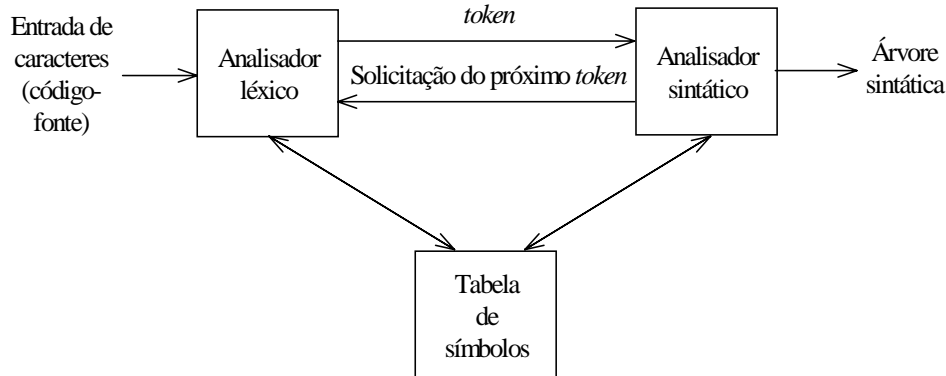 Entrada de
caracteres
(código-
fonte)
Analisador
léxico
token
Solicitação do próximo token
Analisador
sintático
Árvore
sintática
Tabela
de
símbolos